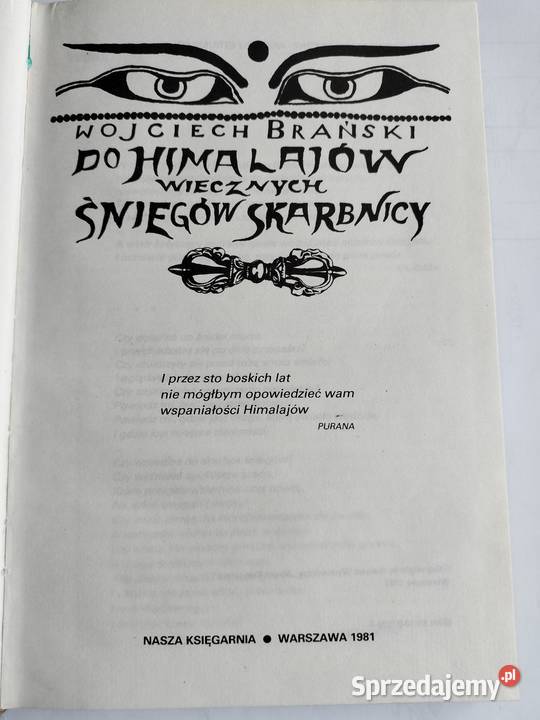 WOJCIECH BRAŃSKI
DO HIMALAJÓW
WIECZNYCH
ŚNIEGÓW SKARBNICY
I przez sto boskich lat
nie mógłbym opowiedzieć wam
wspaniałości Himalajów
PURANA
NASZA KSIĘGARNIA ● WARSZAWA 1981
Sprzedajemy.pl